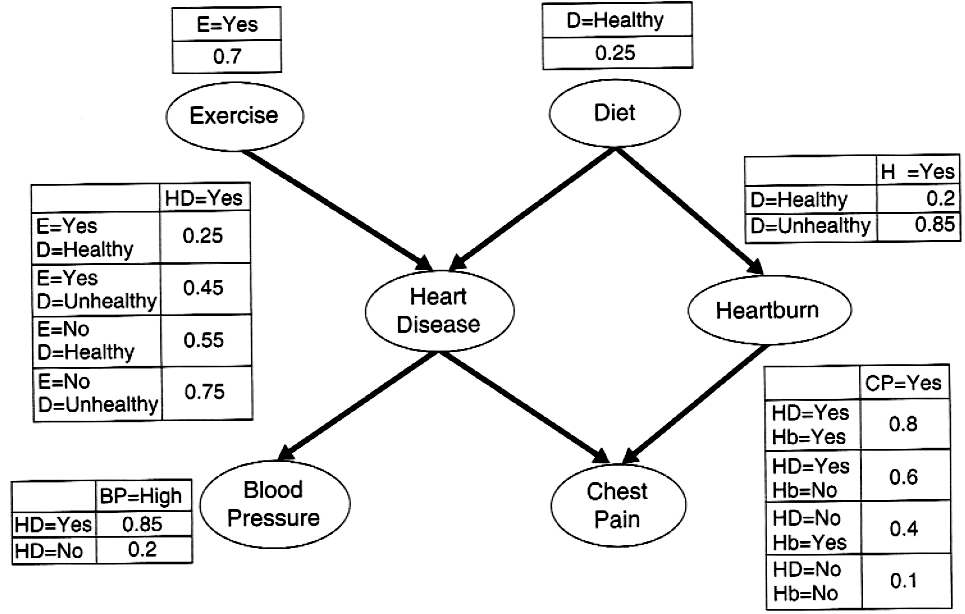 E=Yes
0.7
D=Healthy
0.25
Exercise
Diet
H =Yes
D=Healthy 0.2
D=Unhealthy 0.85
HD=Yes
E=Yes
D=Healthy
0.25
E=Yes
D=Unhealthy
0.45
E=No
D=Healthy
0.55
E=No
D=Unhealthy
0.75
Heart
Disease
Heartburn
CP=Yes
HD=Yes
Hb=Yes
0.8
HD=Yes
Hb=No
0.6
HD=No
Hb=Yes
0.4
HD=No
Hb=No
0.1
BP=High
HD=Yes 0.85
HD=No 0.2
Blood
Pressure
Chest
Pain